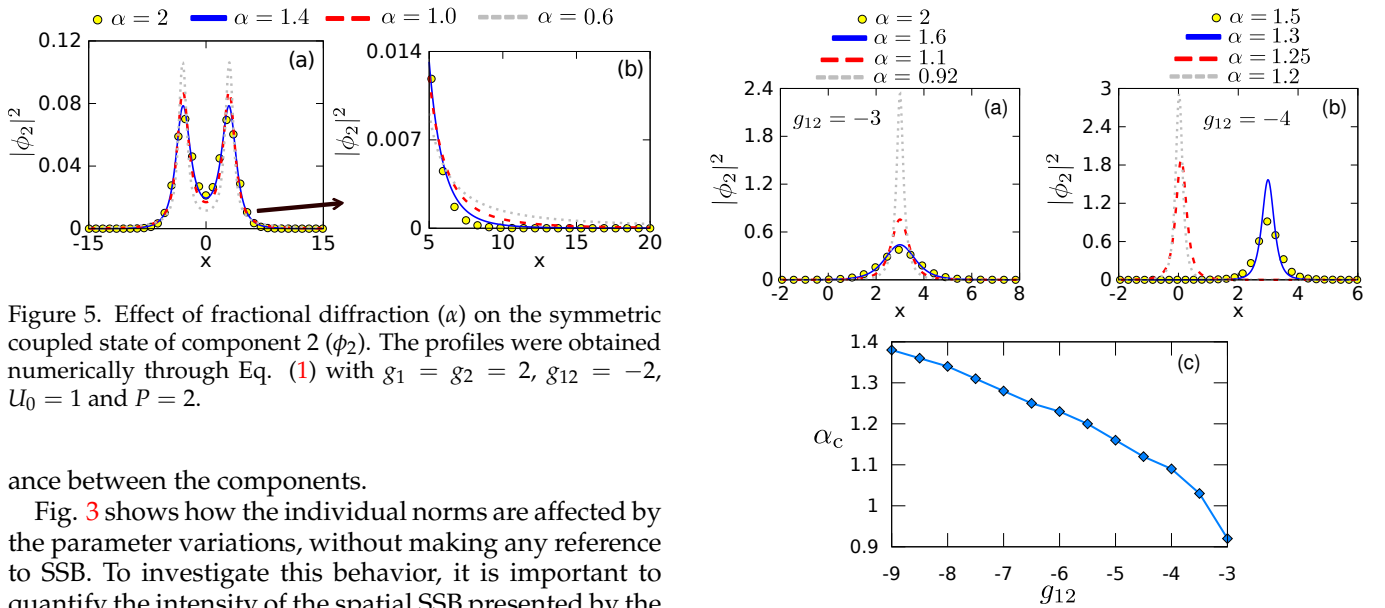 α = 2 α = 1.4 α = 1.0 α = 0.6
(a)
|ϕ₂|²
0.12
0.08
0.04
0
-15 0 15
x
(b)
|ϕ₂|²
0.014
0.007
0
5 10 15 20
x
Figure 5. Effect of fractional diffraction (α) on the symmetric
coupled state of component 2 (ϕ₂). The profiles were obtained
numerically through Eq. (1) with g₁ = g₂ = 2, g₁₂ = −2,
U₀ = 1 and P = 2.
ance between the components.
Fig. 3 shows how the individual norms are affected by
the parameter variations, without making any reference
to SSB. To investigate this behavior, it is important to
quantify the intensity of the spatial SSB presented by the
α = 2
α = 1.6
α = 1.1
α = 0.92
(a)
g₁₂ = −3
|ϕ₂|²
2.4
1.8
1.2
0.6
0
-2 0 2 4 6 8
x
α = 1.5
α = 1.3
α = 1.25
α = 1.2
(b)
g₁₂ = −4
|ϕ₂|²
3
2.4
1.8
1.2
0.6
0
-2 0 2 4 6
x
(c)
αc
1.4
1.3
1.2
1.1
1
0.9
-9 -8 -7 -6 -5 -4 -3
g₁₂